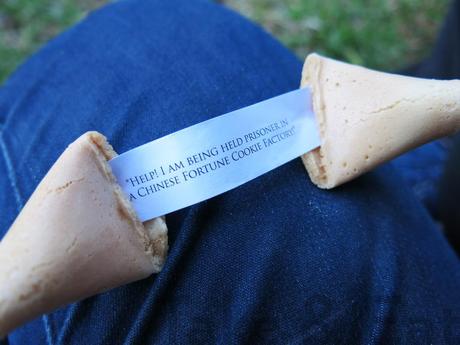 "HELP! I AM BEING HELD PRISONER IN
A CHINESE FORTUNE COOKIE FACTORY!"